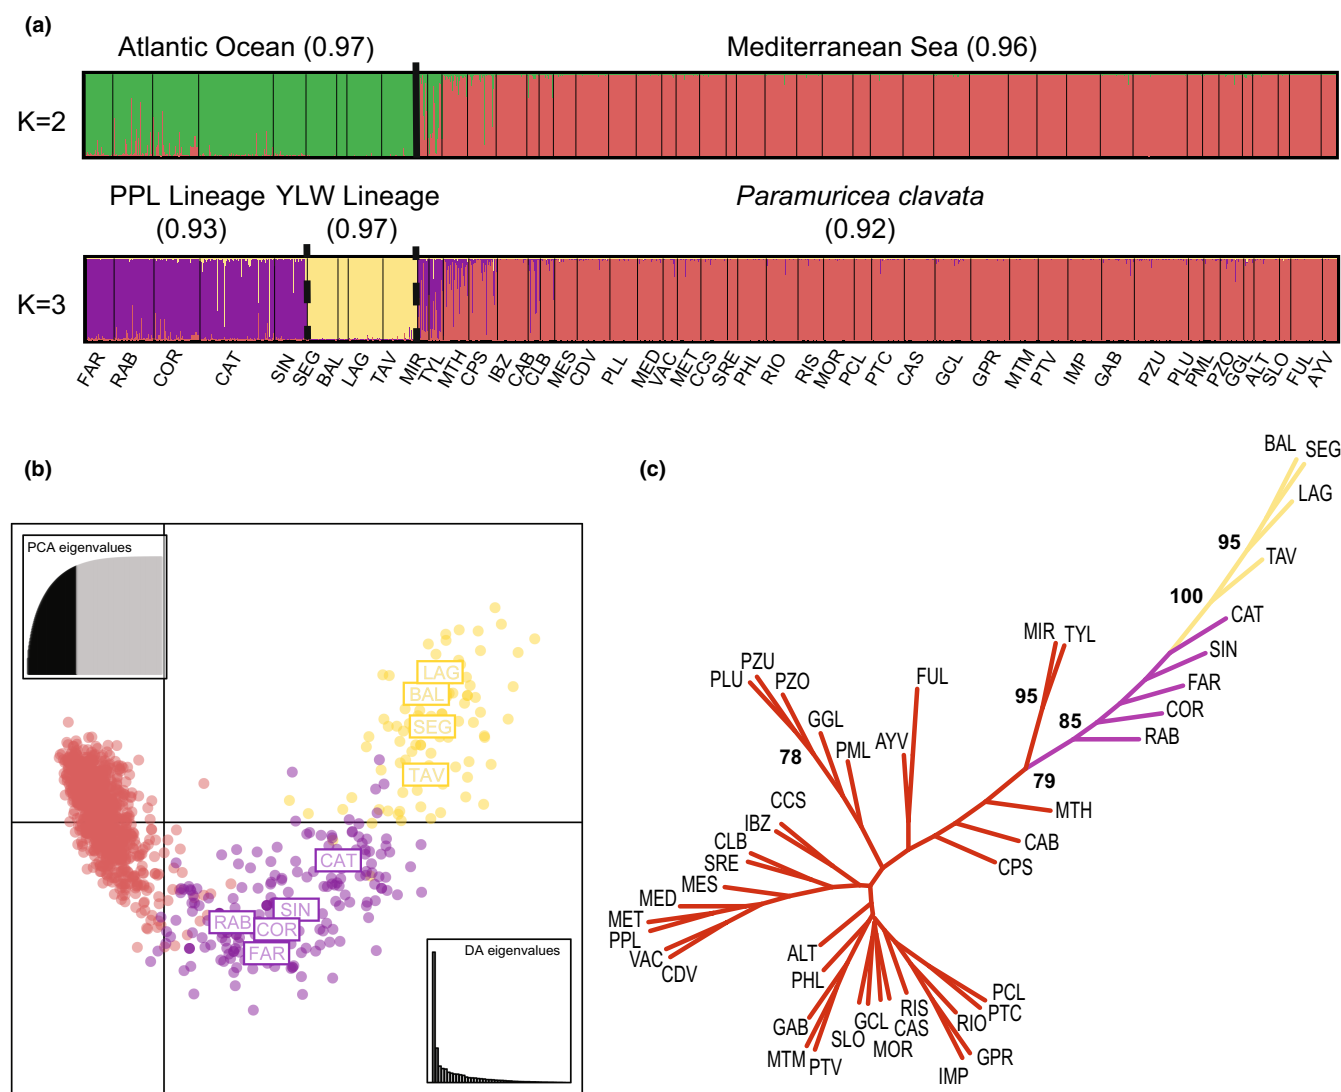 (a)
Atlantic Ocean (0.97) Mediterranean Sea (0.96)
K=2
PPL Lineage YLW Lineage Paramuricea clavata
(0.93) (0.97) (0.92)
K=3
FAR RAB COR CAT SIN SEG BAL LAG TAV MIR TYL MTH CPS IBZ CAB CLB MES CDV PLL MED VAC MET CCS SRE PHL RIO RIS MOR PCL PTC CAS GCL GPR MTM PTV IMP GAB PZU PLU PML PZO GGL ALT SLO FUL AYV
(b)
PCA eigenvalues
LAG
BAL
SEG
TAV
CAT
SIN
RAB
COR
FAR
DA eigenvalues
(c)
BAL SEG
LAG
95
TAV
100
CAT
MIR TYL
SIN
PZU
PLU
PZO
FUL
FAR
95
COR
GGL
85
RAB
AYV
PML
78
79
CCS
MTH
IBZ
CLB
CAB
SRE
CPS
MES
MED
MET
PPL
VAC
CDV
ALT
PHL
PCL
RIS
PTC
GAB
GCL
RIO
SLO
CAS
MOR
MTM
PTV
GPR
IMP